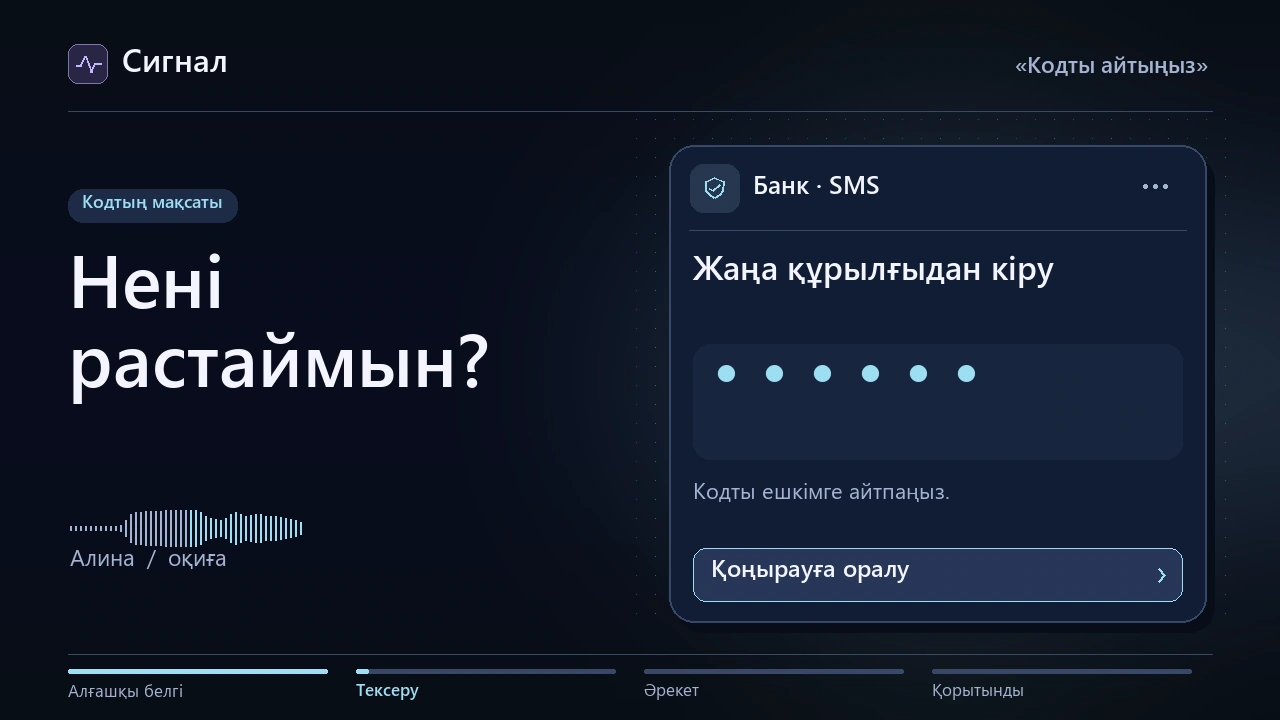 Сигнал
«Кодты айтыңыз»
Кодтың мақсаты
Нені
растаймын?
Алина / оқиға
Банк · SMS
Жаңа құрылғыдан кіру
Кодты ешкімге айтпаңыз.
Қоңырауға оралу
Алғашқы белгі
Тексеру
Әрекет
Қорытынды